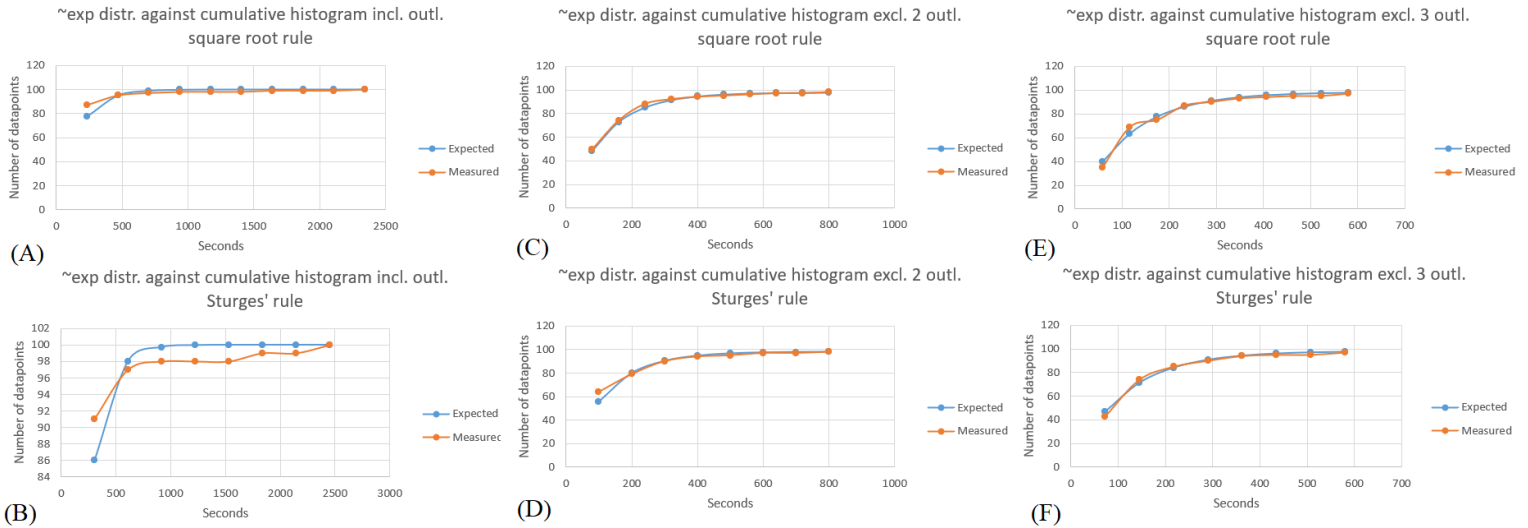 ~exp distr. against cumulative histogram incl. outl.
square root rule
Number of datapoints
120
100
80
60
40
20
0
0 500 1000 1500 2000 2500
Seconds
Expected
Measured
(A)
~exp distr. against cumulative histogram excl. 2 outl.
square root rule
Number of datapoints
120
100
80
60
40
20
0
0 200 400 600 800 1000
Seconds
Expected
Measured
(C)
~exp distr. against cumulative histogram excl. 3 outl.
square root rule
Number of datapoints
120
100
80
60
40
20
0
0 100 200 300 400 500 600 700
Seconds
Expected
Measured
(E)
~exp distr. against cumulative histogram incl. outl.
Sturges' rule
Number of datapoints
102
100
98
96
94
92
90
88
86
84
0 500 1000 1500 2000 2500 3000
Seconds
Expected
Measured
(B)
~exp distr. against cumulative histogram excl. 2 outl.
Sturges' rule
Number of datapoints
120
100
80
60
40
20
0
0 200 400 600 800 1000
Seconds
Expected
Measured
(D)
~exp distr. against cumulative histogram excl. 3 outl.
Sturges' rule
Number of datapoints
120
100
80
60
40
20
0
0 100 200 300 400 500 600 700
Seconds
Expected
Measured
(F)